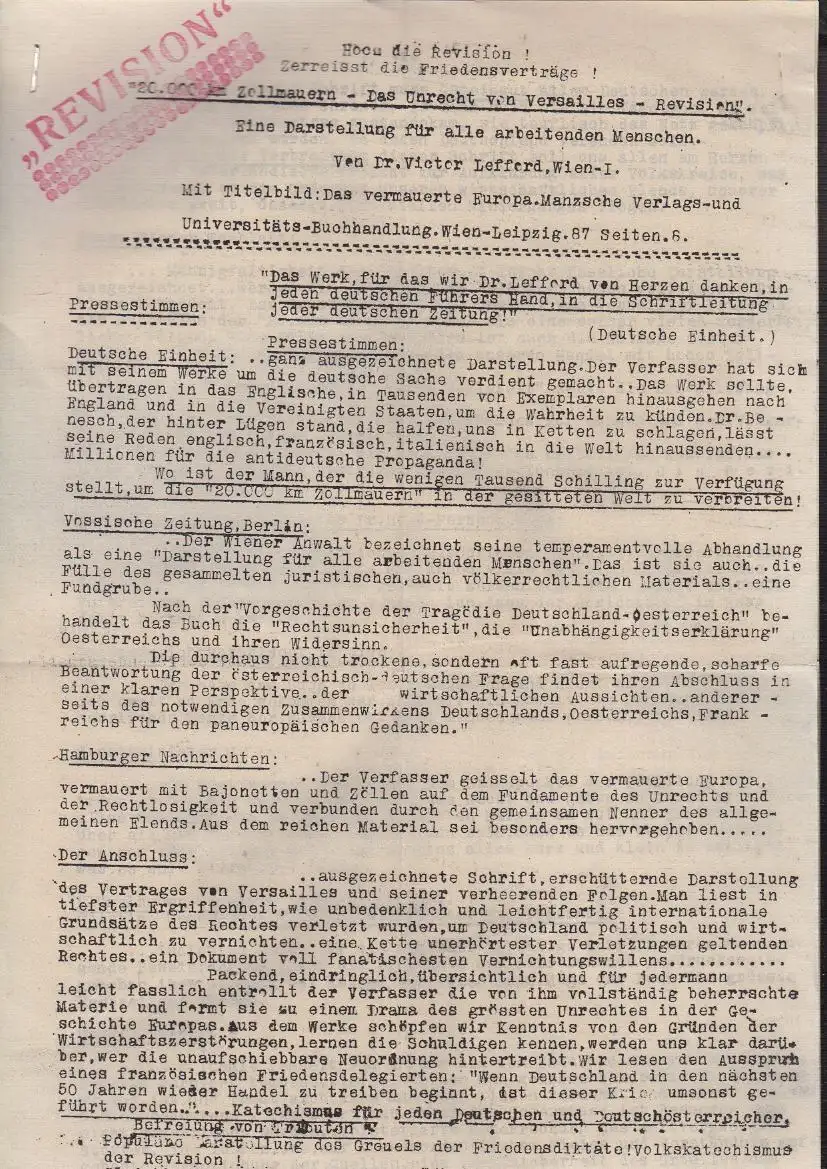 „REVISION“
Hoch die Revision !
Zerreisst die Friedensverträge !
"20.000 km Zollmauern - Das Unrecht von Versailles - Revision".
Eine Darstellung für alle arbeitenden Menschen.
Von Dr.Victor Lefford,Wien-I.
Mit Titelbild:Das vermauerte Europa.Manzsche Verlags-und
Universitäts-Buchhandlung.Wien-Leipzig.87 Seiten.8.
"Das Werk,für das wir Dr.Lefford von Herzen danken,in
jeden deutschen Führers Hand,in die Schriftleitung
Pressestimmen:
jeder deutschen Zeitung!"
(Deutsche Einheit.)
Pressestimmen:
Deutsche Einheit: ..ganz ausgezeichnete Darstellung.Der Verfasser hat sich
mit seinem Werke um die deutsche Sache verdient gemacht..Das Werk sollte,
übertragen in das Englische,in Tausenden von Exemplaren hinausgehen nach
England und in die Vereinigten Staaten,um die Wahrheit zu künden.Dr.Be -
nesch,der hinter Lügen stand,die halfen,uns in Ketten zu schlagen,lässt
seine Reden englisch,französisch,italienisch in die Welt hinaussenden....
Millionen für die antideutsche Propaganda!
Wo ist der Mann,der die wenigen Tausend Schilling zur Verfügung
stellt,um die "20.000 km Zollmauern" in der gesitteten Welt zu verbreiten!
Vossische Zeitung,Berlin:
..Der Wiener Anwalt bezeichnet seine temperamentvolle Abhandlung
als eine "Darstellung für alle arbeitenden Menschen".Das ist sie auch..die
Fülle des gesammelten juristischen,auch völkerrechtlichen Materials..eine
Fundgrube..
Nach der"Vorgeschichte der Tragödie Deutschland-Oesterreich" be-
handelt das Buch die "Rechtsunsicherheit",die "Unabhängigkeitserklärung"
Oesterreichs und ihren Widersinn.
Die durchaus nicht trockene,sondern oft fast aufregende,scharfe
Beantwortung der österreichisch-deutschen Frage findet ihren Abschluss in
einer klaren Perspektive..der wirtschaftlichen Aussichten..anderer -
seits des notwendigen Zusammenwirkens Deutschlands,Oesterreichs,Frank -
reichs für den paneuropäischen Gedanken."
Hamburger Nachrichten:
..Der Verfasser geisselt das vermauerte Europa,
vermauert mit Bajonetten und Zöllen auf dem Fundamente des Unrechts und
der Rechtlosigkeit und verbunden durch den gemeinsamen Nenner des allge-
meinen Elends.Aus dem reichen Material sei besonders hervorgehoben.....
Der Anschluss:
..ausgezeichnete Schrift,erschütternde Darstellung
des Vertrages von Versailles und seiner verheerenden Folgen.Man liest in
tiefster Ergriffenheit,wie unbedenklich und leichtfertig internationale
Grundsätze des Rechtes verletzt wurden,um Deutschland politisch und wirt-
schaftlich zu vernichten..eine Kette unerhörtester Verletzungen geltenden
Rechtes..ein Dokument voll fanatischesten Vernichtungswillens............
Packend,eindringlich,übersichtlich und für jedermann
leicht fasslich entrollt der Verfasser die von ihm vollständig beherrschte
Materie und formt sie zu einem Drama des grössten Unrechtes in der Ge-
schichte Europas.Aus dem Werke schöpfen wir Kenntnis von den Gründen der
Wirtschaftszerstörungen,lernen die Schuldigen kennen,werden uns klar darü-
ber,wer die unaufschiebbare Neuordnung hintertreibt.Wir lesen den Ausspruch
eines französischen Friedensdelegierten: "Wenn Deutschland in den nächsten
50 Jahren wieder Handel zu treiben beginnt, ist dieser Krieg umsonst ge-
führt worden."....Katechismus für jeden Deutschen und Deutschösterreicher,
Befreiung von Tributen
Populäre Darstellung des Greuels der Friedensdiktate!Volkskatechismus
der Revision !